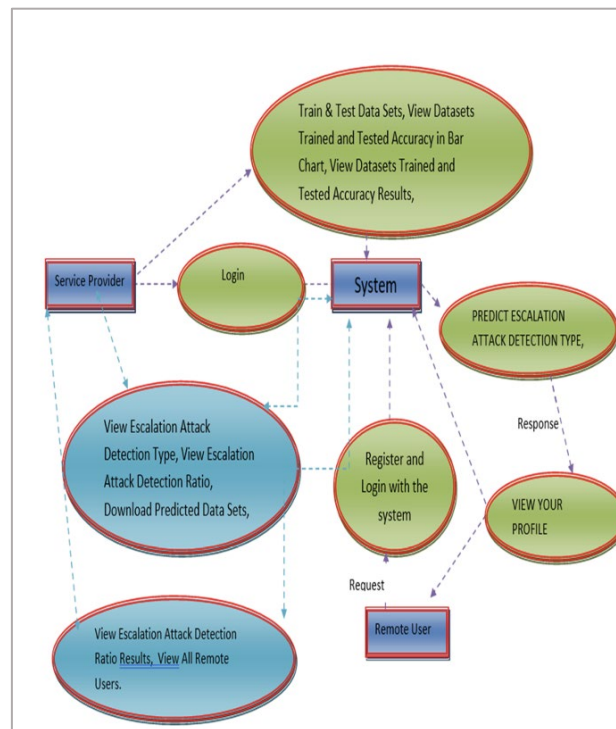 Train & Test Data Sets, View Datasets
Trained and Tested Accuracy in Bar
Chart, View Datasets Trained and
Tested Accuracy Results,
Service Provider
Login
System
PREDICT ESCALATION
ATTACK DETECTION TYPE,
View Escalation Attack
Detection Type, View Escalation
Attack Detection Ratio,
Download Predicted Data Sets,
Register and
Login with the
system
Response
VIEW YOUR
PROFILE
Request
Remote User
View Escalation Attack Detection
Ratio Results, View All Remote
Users.